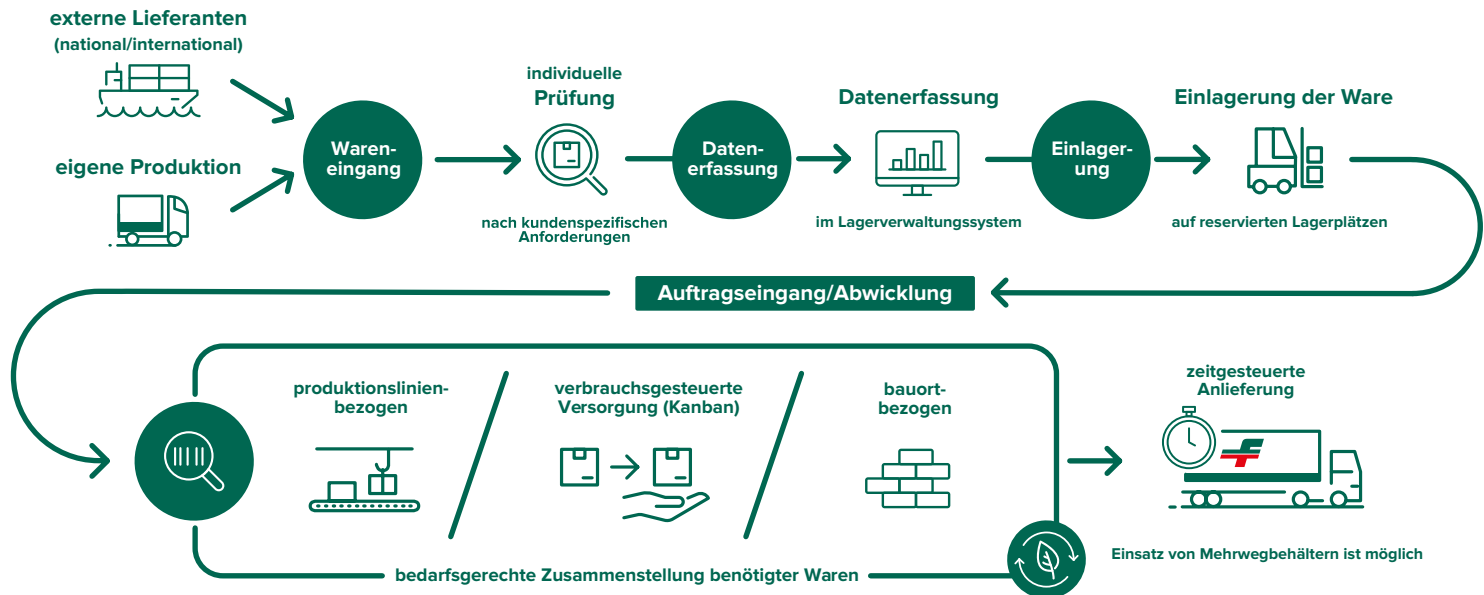 externe Lieferanten
(national/international)
eigene Produktion
Waren-
eingang
individuelle
Prüfung
nach kundenspezifischen
Anforderungen
Daten-
erfassung
Datenerfassung
im Lagerverwaltungssystem
Einlager-
ung
Einlagerung der Ware
auf reservierten Lagerplätzen
Auftragseingang/Abwicklung
produktionslinien-
bezogen
verbrauchsgesteuerte
Versorgung (Kanban)
bauort-
bezogen
bedarfsgerechte Zusammenstellung benötigter Waren
zeitgesteuerte
Anlieferung
Einsatz von Mehrwegbehältern ist möglich